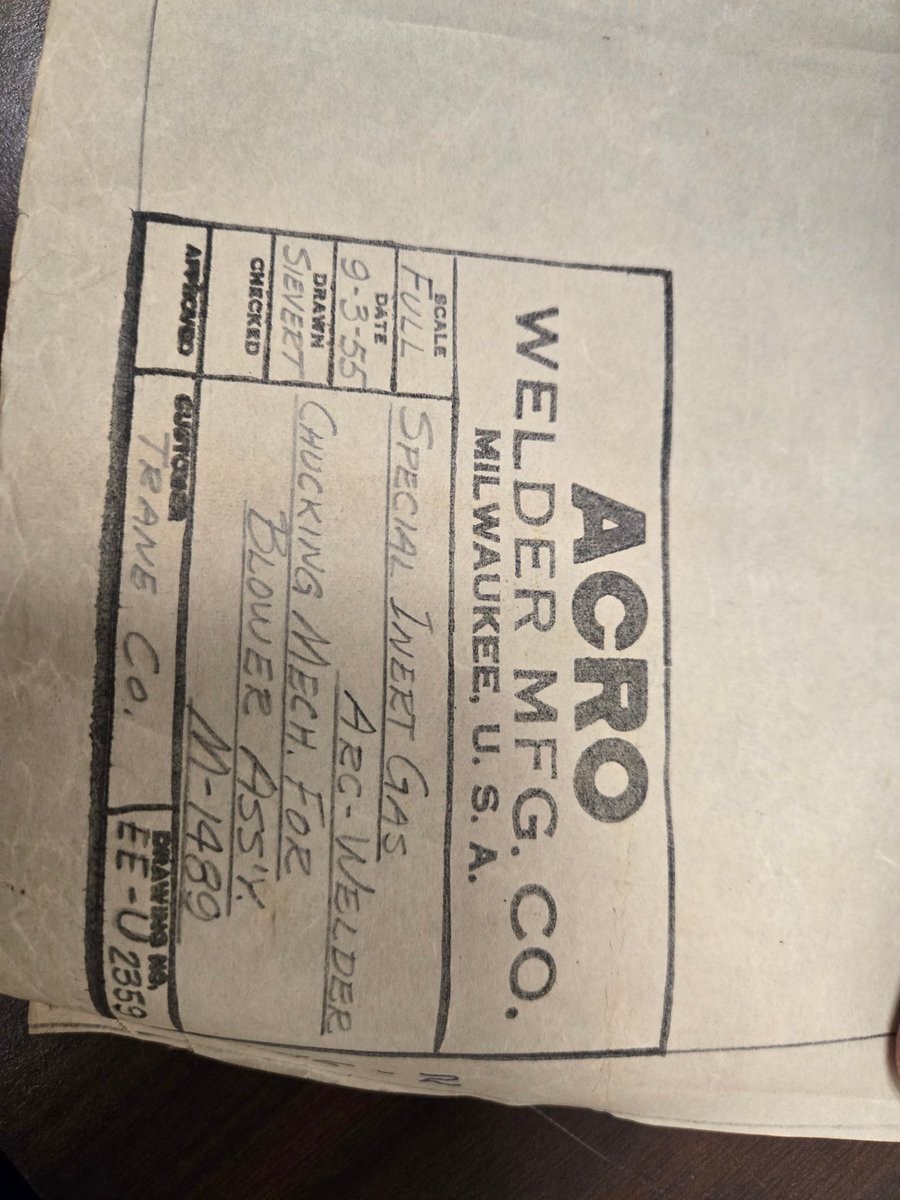 ACRO
WELDER MFG. CO.
MILWAUKEE, U. S. A.
SCALE
FULL
DATE
9-3-55
DRAWN
SIEVERT
CHECKED
APPROVED
SPECIAL INERT GAS
ARC-WELDER
CHUCKING MECH. FOR
BLOWER ASS'Y.
M-1489
CUSTOMER
TRANE CO.
DRAWING NO.
EE-U2359